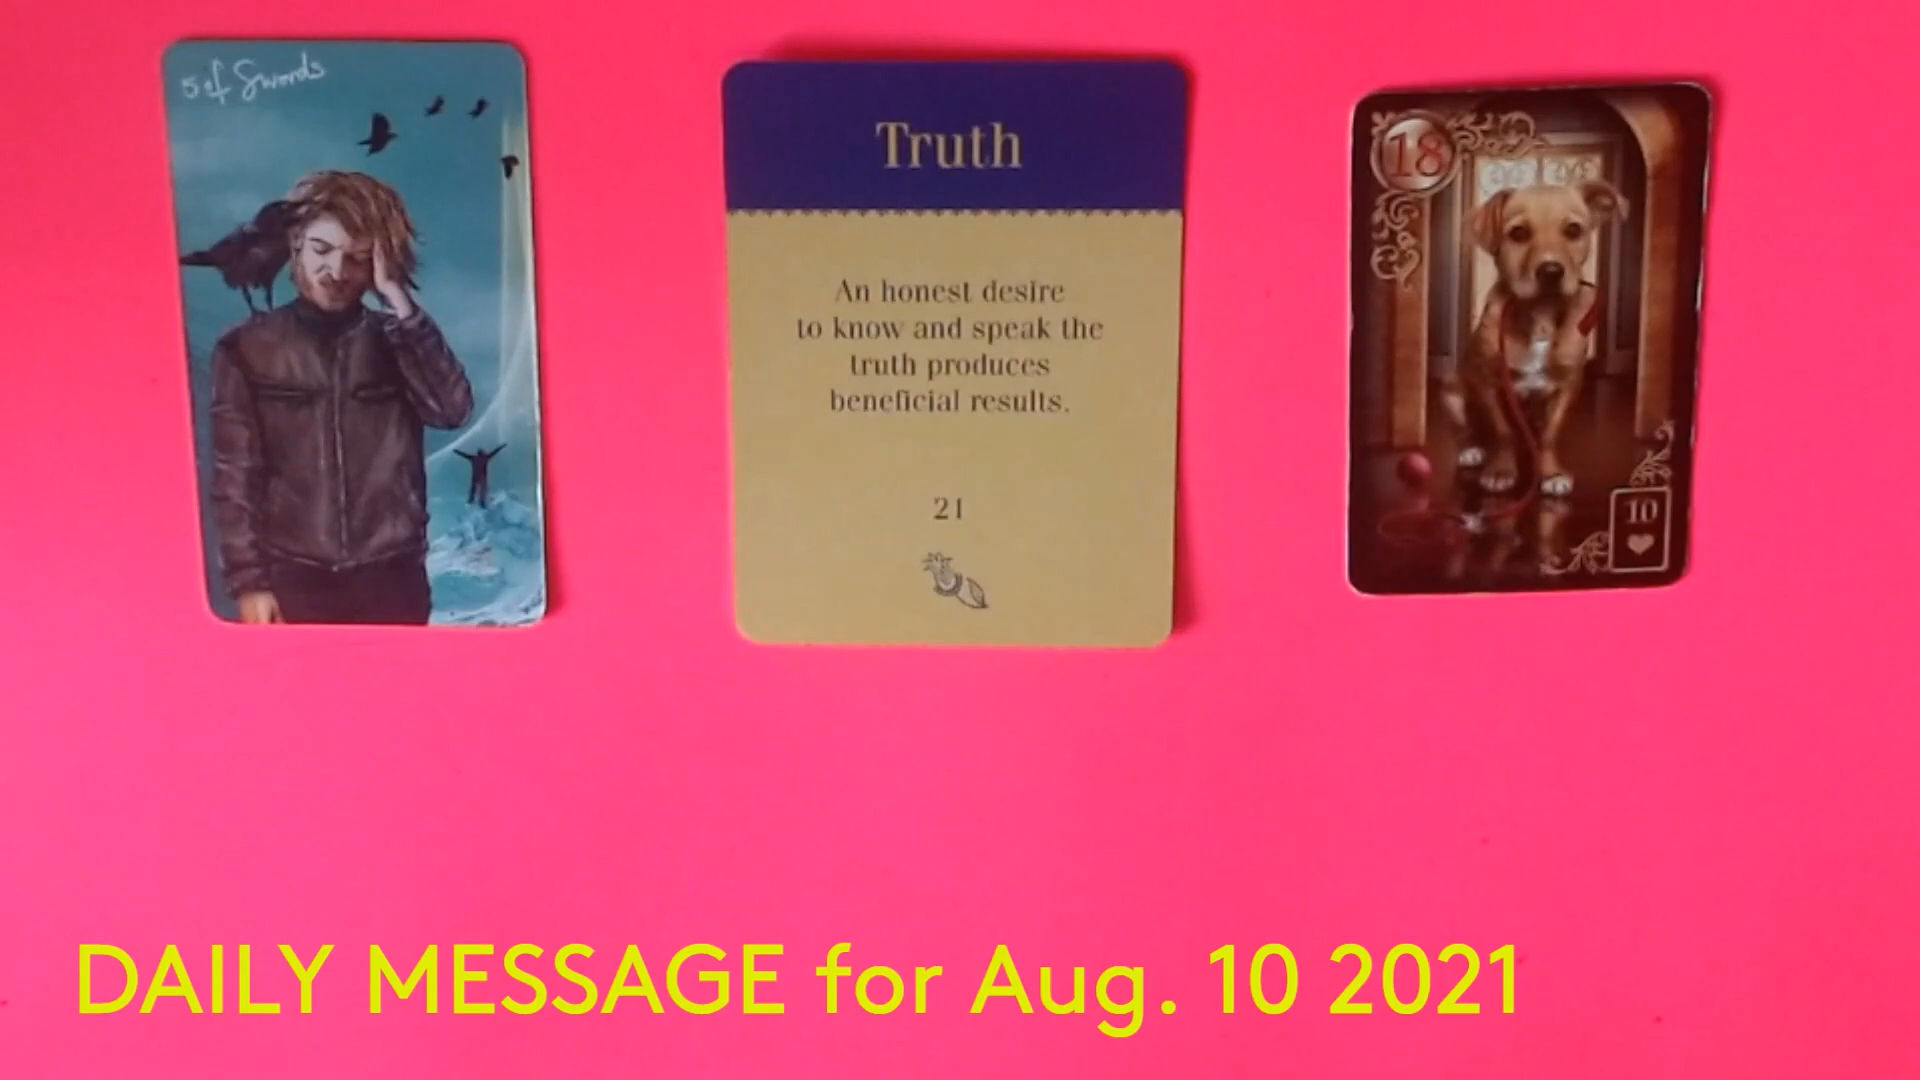 5 of Swords
Truth
An honest desire
to know and speak the
truth produces
beneficial results.
21
18
10
DAILY MESSAGE for Aug. 10 2021